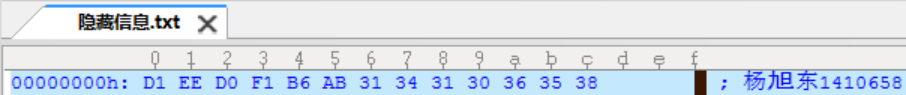 隐藏信息.txt
0 1 2 3 4 5 6 7 8 9 a b c d e f
00000000h: D1 EE D0 F1 B6 AB 31 34 31 30 36 35 38 ; 杨旭东1410658